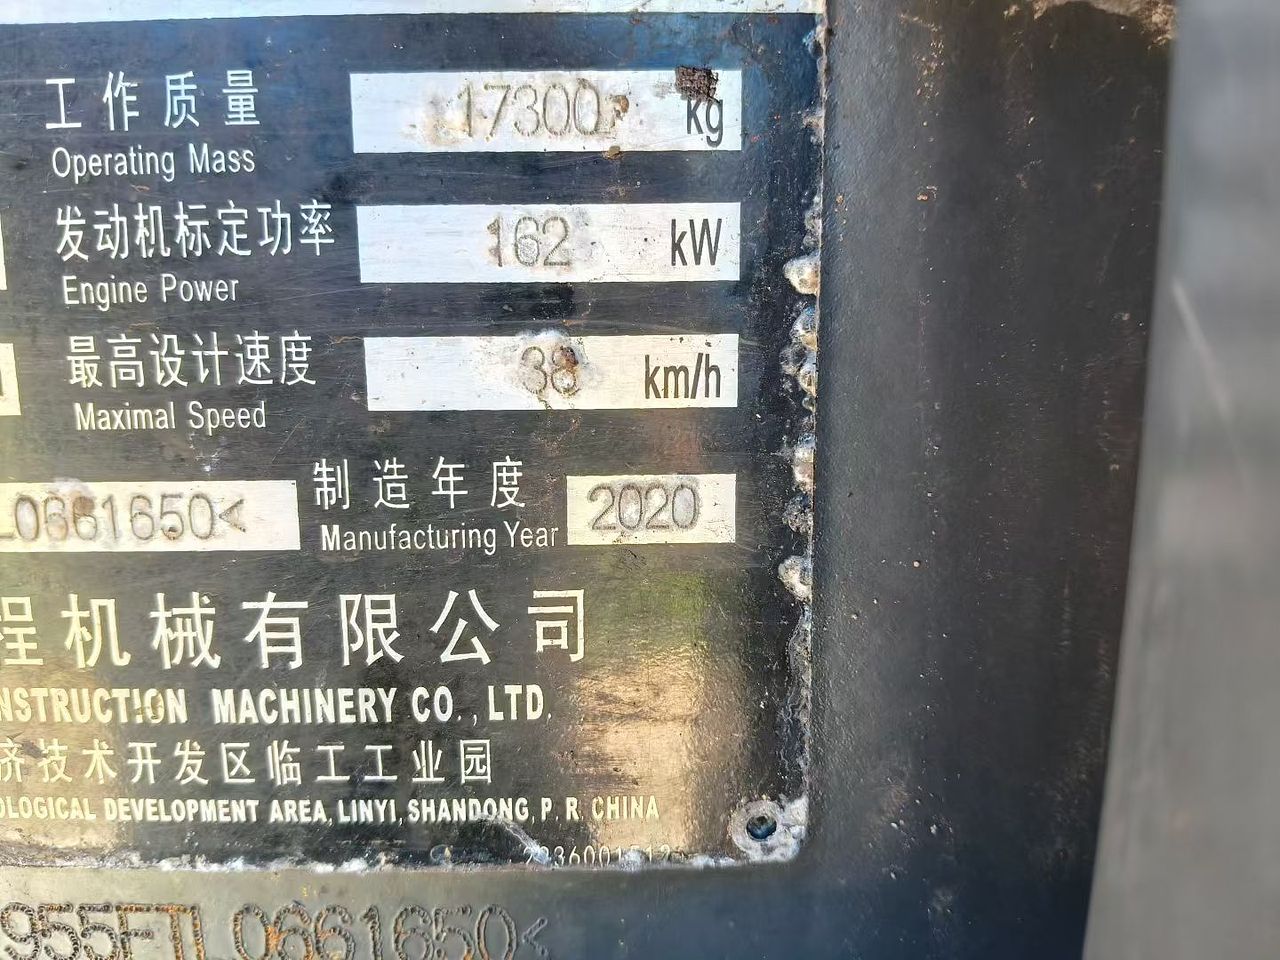 工作质量 17300 kg
Operating Mass
发动机标定功率 162 kW
Engine Power
最高设计速度 38 km/h
Maximal Speed
L0661650< 制造年度 2020
Manufacturing Year
程机械有限公司
NSTRUCTION MACHINERY CO., LTD.
济技术开发区临工工业园
OLOGICAL DEVELOPMENT AREA, LINYI, SHANDONG, P. R. CHINA
955FTL0661650<